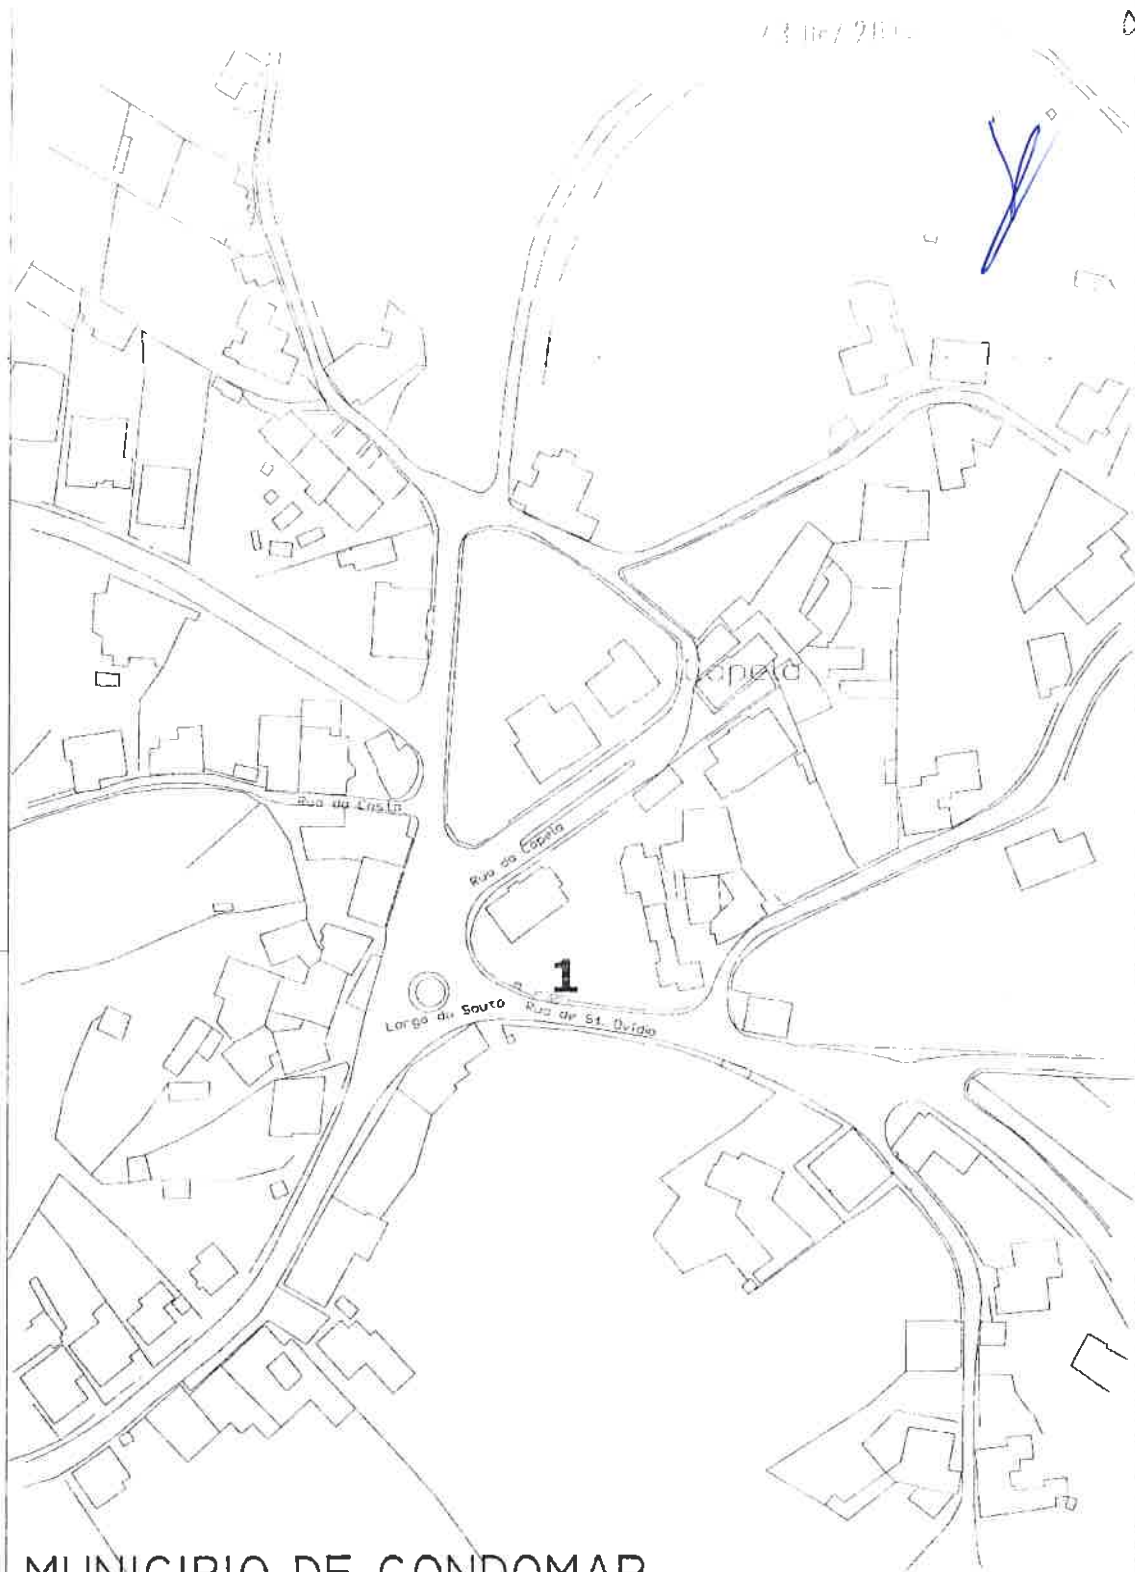 Capela
Rua da Costa
Rua da Capela
1
Largo do Souto
Rua de St. Ovídio
MUNICIPIO DE GONDOMAR